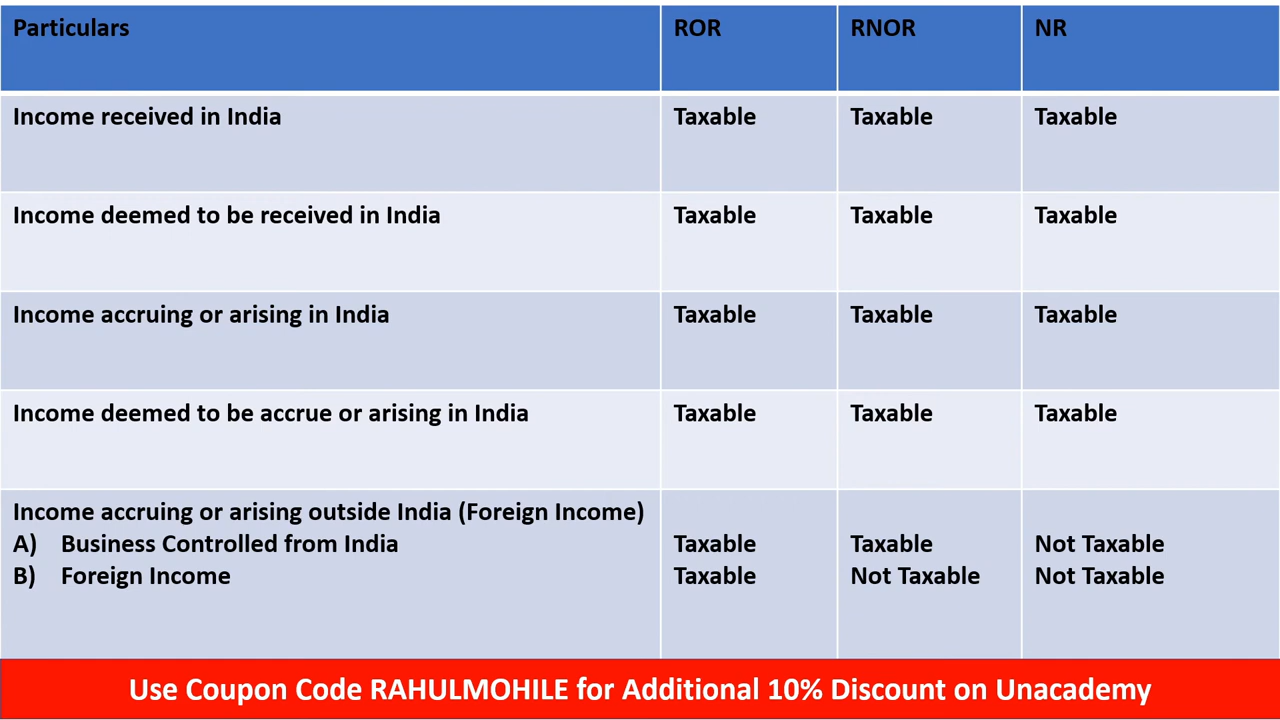 Particulars ROR RNOR NR
Income received in India Taxable Taxable Taxable
Income deemed to be received in India Taxable Taxable Taxable
Income accruing or arising in India Taxable Taxable Taxable
Income deemed to be accrue or arising in India Taxable Taxable Taxable
Income accruing or arising outside India (Foreign Income)
A) Business Controlled from India Taxable Taxable Not Taxable
B) Foreign Income Taxable Not Taxable Not Taxable
Use Coupon Code RAHULMOHILE for Additional 10% Discount on Unacademy